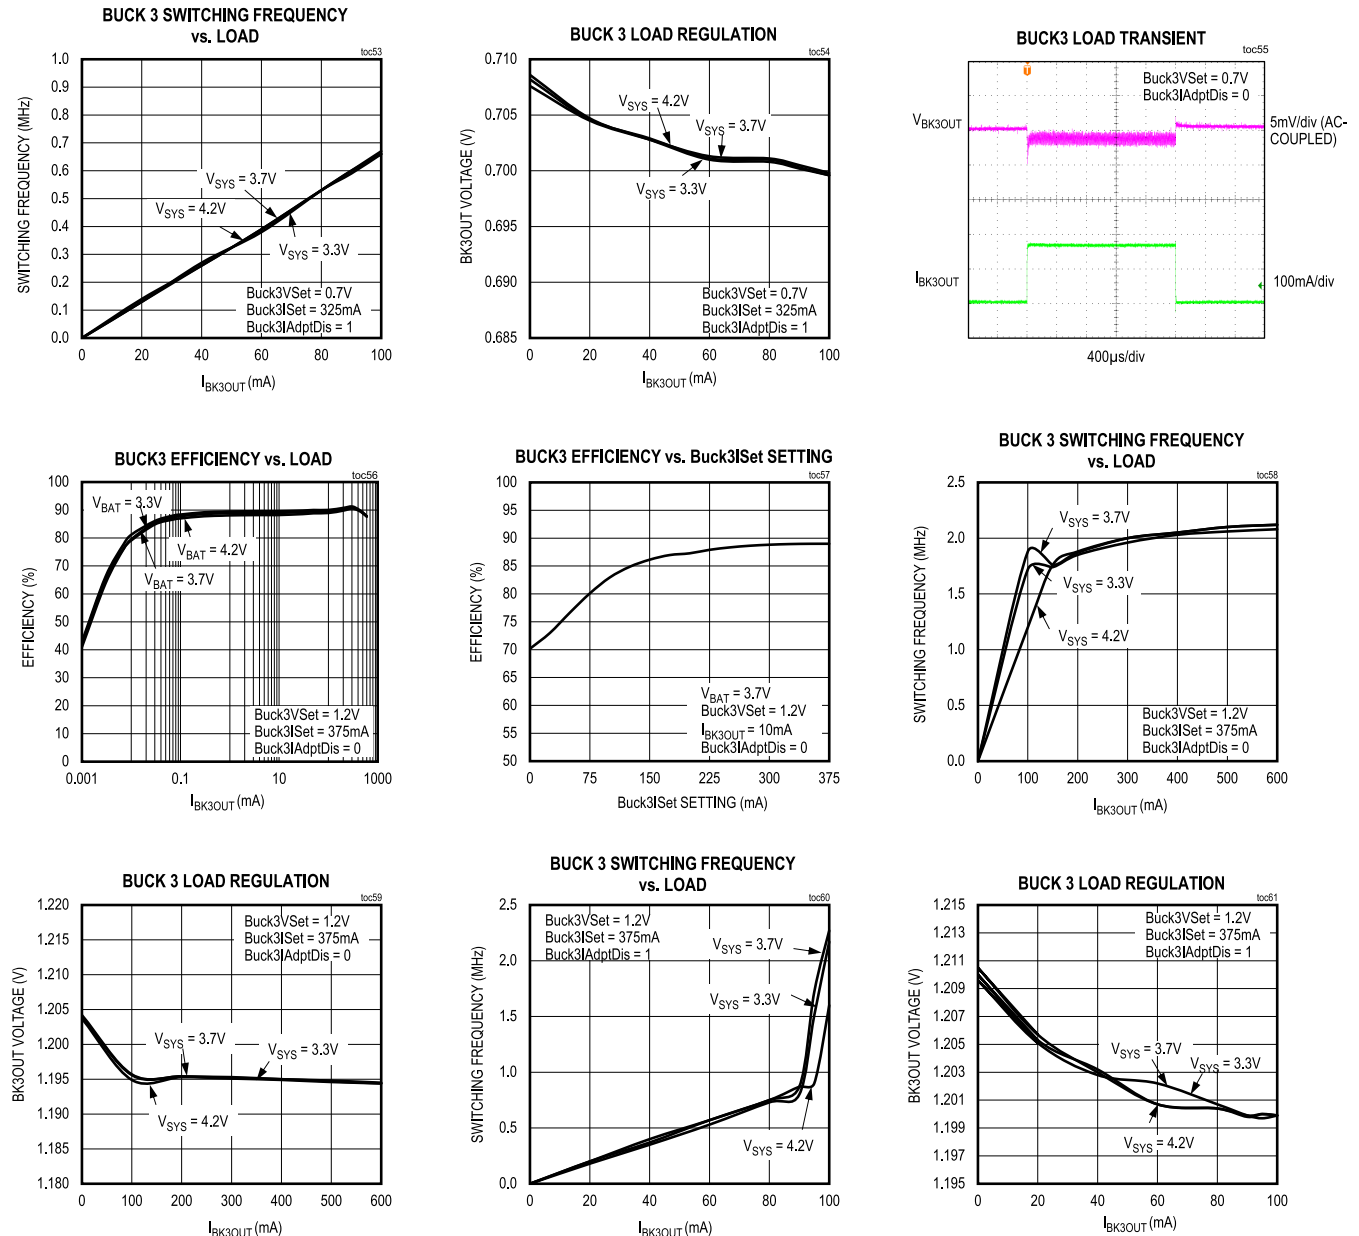 BUCK 3 SWITCHING FREQUENCY
vs. LOAD
toc53
1.0
0.9
0.8
0.7
0.6
0.5
0.4
0.3
0.2
0.1
0.0
SWITCHING FREQUENCY (MHz)
VSYS = 3.7V
VSYS = 4.2V
VSYS = 3.3V
Buck3VSet = 0.7V
Buck3ISet = 325mA
Buck3IAdptDis = 1
0 20 40 60 80 100
IBK3OUT (mA)
BUCK 3 LOAD REGULATION
toc54
0.710
0.705
0.700
0.695
0.690
0.685
BK3OUT VOLTAGE (V)
VSYS = 4.2V
VSYS = 3.7V
VSYS = 3.3V
Buck3VSet = 0.7V
Buck3ISet = 325mA
Buck3IAdptDis = 1
0 20 40 60 80 100
IBK3OUT (mA)
BUCK3 LOAD TRANSIENT
toc55
T
Buck3VSet = 0.7V
Buck3IAdptDis = 0
VBK3OUT
5mV/div (AC-
COUPLED)
IBK3OUT
100mA/div
400µs/div
BUCK3 EFFICIENCY vs. LOAD
toc56
100
90
80
70
60
50
40
30
20
10
0
EFFICIENCY (%)
VBAT = 3.3V
VBAT = 4.2V
VBAT = 3.7V
Buck3VSet = 1.2V
Buck3ISet = 375mA
Buck3IAdptDis = 0
0.001 0.1 10 1000
IBK3OUT (mA)
BUCK3 EFFICIENCY vs. Buck3ISet SETTING
toc57
100
95
90
85
80
75
70
65
60
55
50
EFFICIENCY (%)
VBAT = 3.7V
Buck3VSet = 1.2V
IBK3OUT = 10mA
Buck3IAdptDis = 0
0 75 150 225 300 375
Buck3ISet SETTING (mA)
BUCK 3 SWITCHING FREQUENCY
vs. LOAD
toc58
2.5
2.0
1.5
1.0
0.5
0.0
SWITCHING FREQUENCY (MHz)
VSYS = 3.7V
VSYS = 3.3V
VSYS = 4.2V
Buck3VSet = 1.2V
Buck3ISet = 375mA
Buck3IAdptDis = 0
0 100 200 300 400 500 600
IBK3OUT (mA)
BUCK 3 LOAD REGULATION
toc59
1.220
1.215
1.210
1.205
1.200
1.195
1.190
1.185
1.180
BK3OUT VOLTAGE (V)
Buck3VSet = 1.2V
Buck3ISet = 375mA
Buck3IAdptDis = 0
VSYS = 3.7V
VSYS = 3.3V
VSYS = 4.2V
0 100 200 300 400 500 600
IBK3OUT (mA)
BUCK 3 SWITCHING FREQUENCY
vs. LOAD
toc60
2.5
2.0
1.5
1.0
0.5
0.0
SWITCHING FREQUENCY (MHz)
Buck3VSet = 1.2V
Buck3ISet = 375mA
Buck3IAdptDis = 1
VSYS = 3.7V
VSYS = 3.3V
VSYS = 4.2V
0 20 40 60 80 100
IBK3OUT (mA)
BUCK 3 LOAD REGULATION
toc61
1.215
1.213
1.211
1.209
1.207
1.205
1.203
1.201
1.199
1.197
1.195
BK3OUT VOLTAGE (V)
Buck3VSet = 1.2V
Buck3ISet = 375mA
Buck3IAdptDis = 1
VSYS = 3.7V
VSYS = 3.3V
VSYS = 4.2V
0 20 40 60 80 100
IBK3OUT (mA)